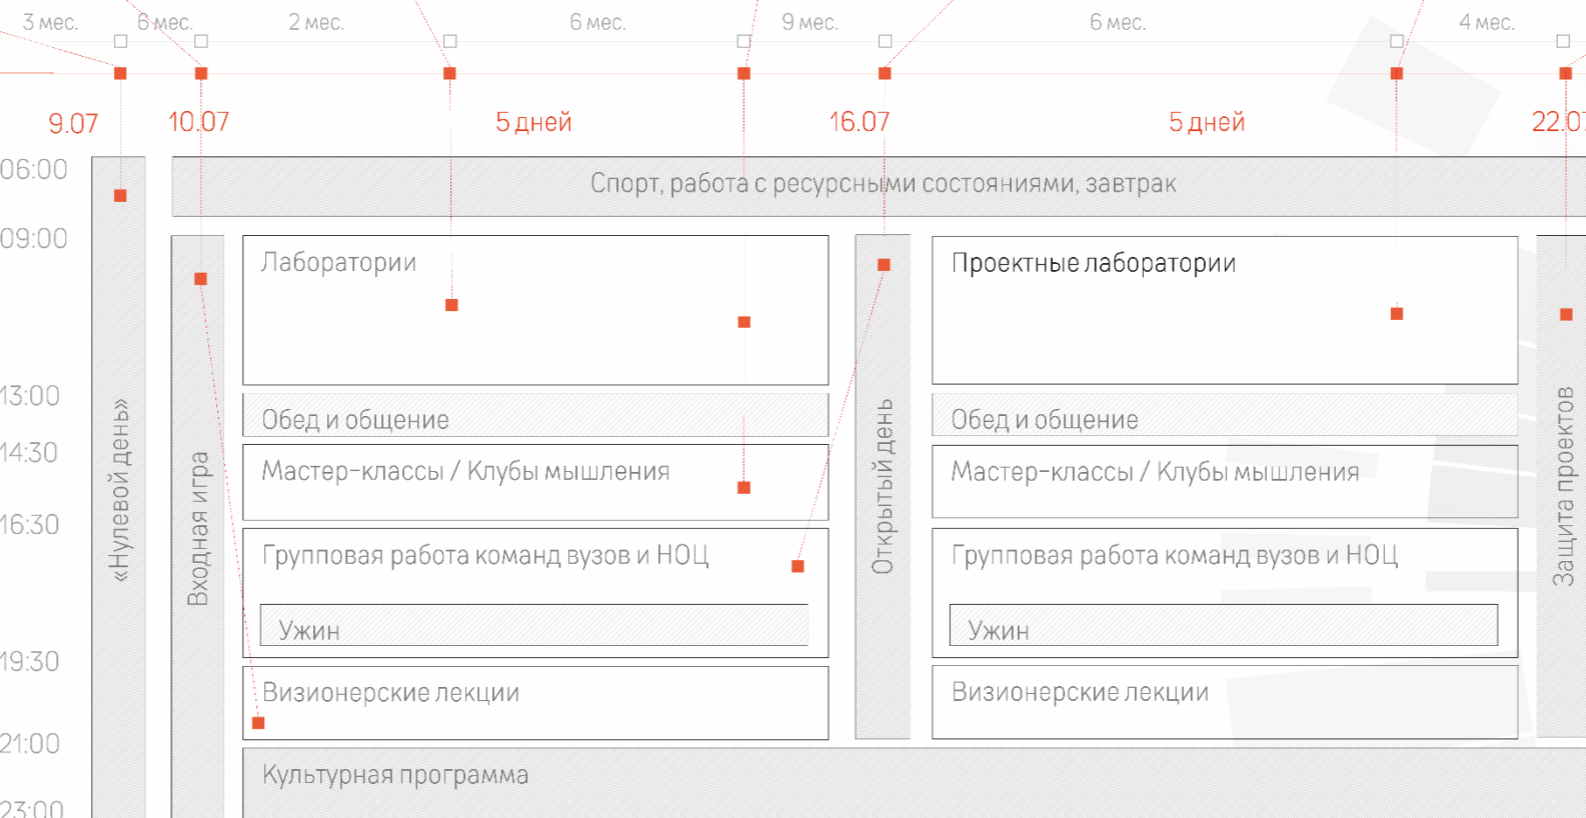 3 мес. 6 мес. 2 мес. 6 мес. 9 мес. 6 мес. 4 мес.
9.07 10.07 5 дней 16.07 5 дней 22.07
06:00
Спорт, работа с ресурсными состояниями, завтрак
09:00
«Нулевой день»
Входная игра
Лаборатории
Открытый день
Проектные лаборатории
Защита проектов
13:00
Обед и общение
Обед и общение
14:30
Мастер-классы / Клубы мышления
Мастер-классы / Клубы мышления
16:30
Групповая работа команд вузов и НОЦ
Групповая работа команд вузов и НОЦ
Ужин
Ужин
19:30
Визионерские лекции
Визионерские лекции
21:00
Культурная программа
23:00